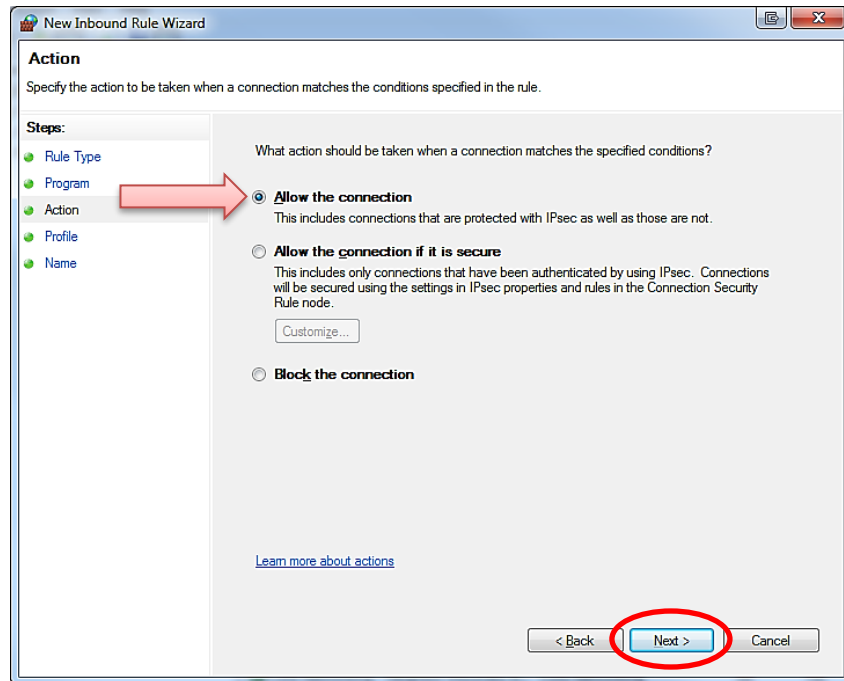 New Inbound Rule Wizard
Action
Specify the action to be taken when a connection matches the conditions specified in the rule.
Steps:
Rule Type
Program
Action
Profile
Name
What action should be taken when a connection matches the specified conditions?
Allow the connection
This includes connections that are protected with IPsec as well as those are not.
Allow the connection if it is secure
This includes only connections that have been authenticated by using IPsec. Connections
will be secured using the settings in IPsec properties and rules in the Connection Security
Rule node.
Customize...
Block the connection
Learn more about actions
< Back
Next >
Cancel